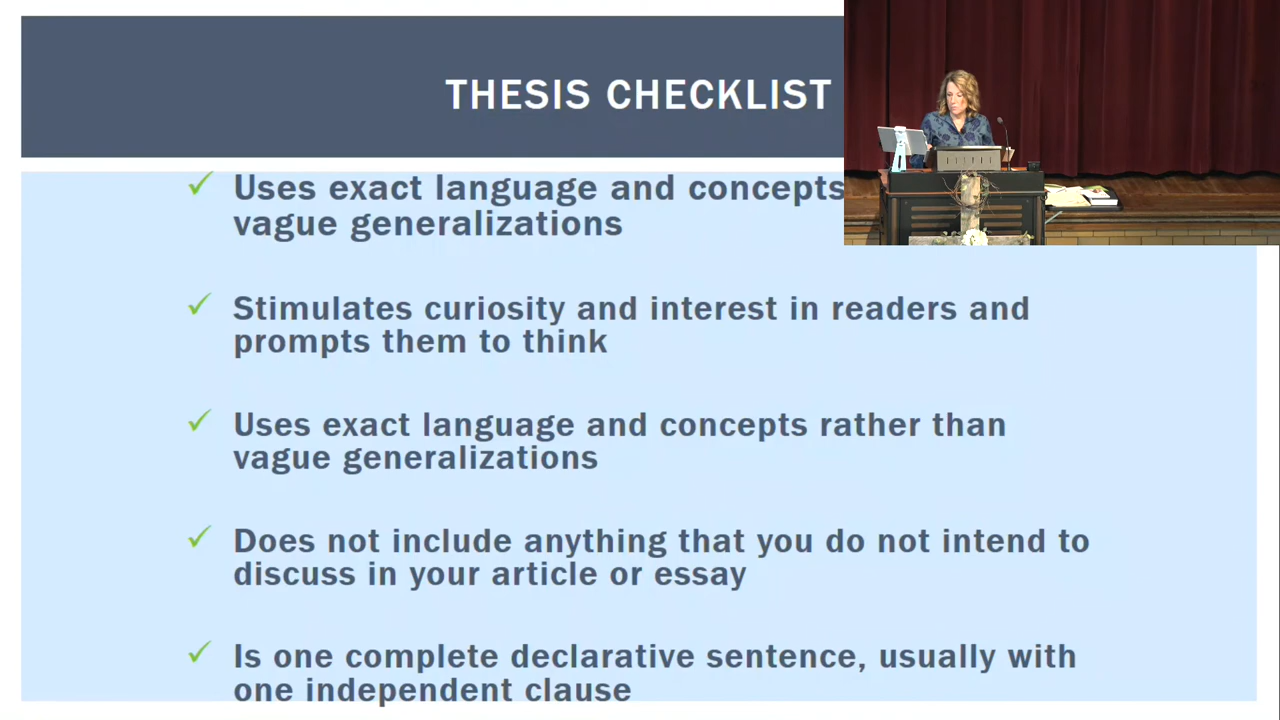 THESIS CHECKLIST
Uses exact language and concepts
vague generalizations
Stimulates curiosity and interest in readers and
prompts them to think
Uses exact language and concepts rather than
vague generalizations
Does not include anything that you do not intend to
discuss in your article or essay
Is one complete declarative sentence, usually with
one independent clause